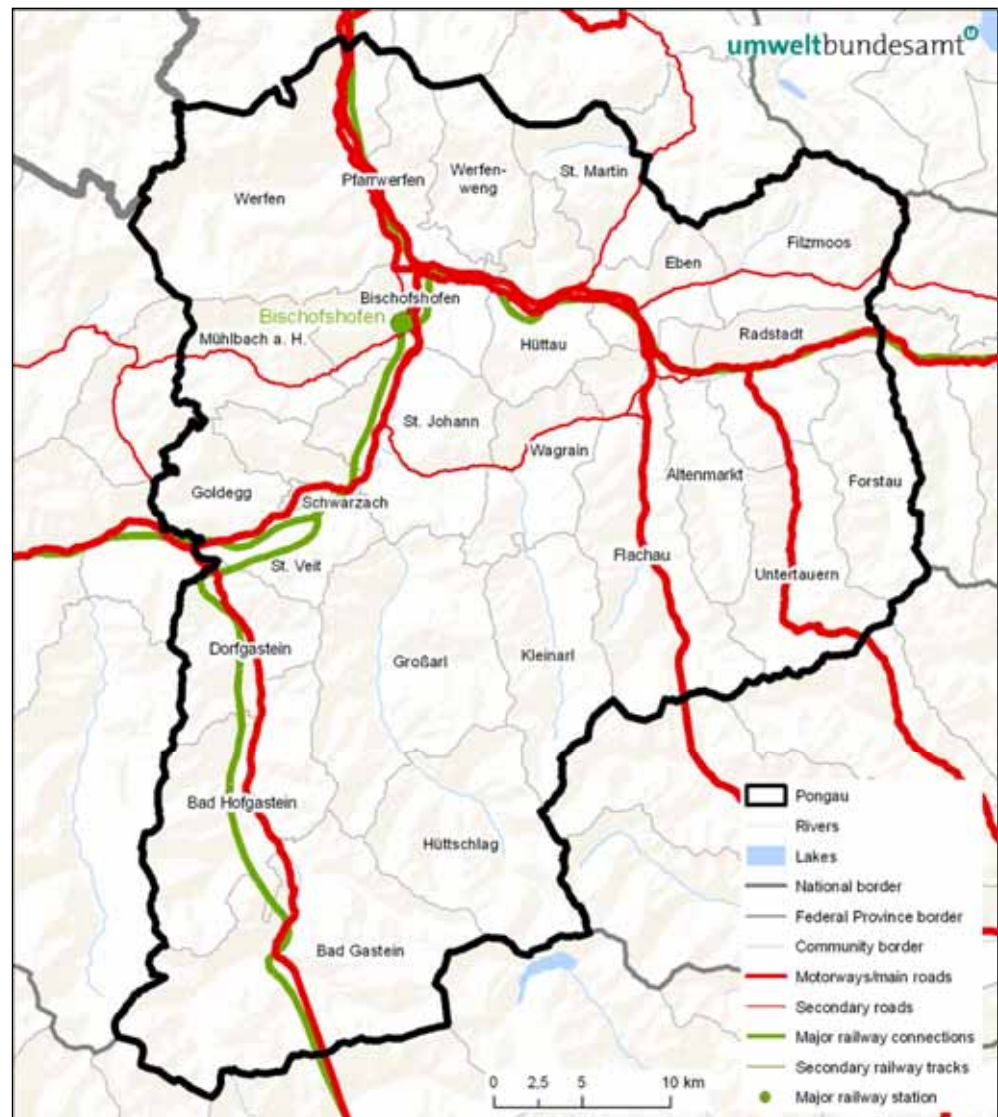 umweltbundesamt
Werfen
Pfarrwerfen
Werfen-
weng
St. Martin
Filzmoos
Eben
Bischofshofen
Bischofshofen
Mühlbach a. H.
Hüttau
Radstadt
St. Johann
Wagrain
Goldegg
Schwarzach
Altenmarkt
Forstau
St. Veit
Flachau
Untertauern
Dorfgastein
Großarl
Kleinarl
Bad Hofgastein
Hüttschlag
Bad Gastein
Pongau
Rivers
Lakes
National border
Federal Province border
Community border
Motorways/main roads
Secondary roads
Major railway connections
Secondary railway tracks
Major railway station
0 2.5 5 10 km